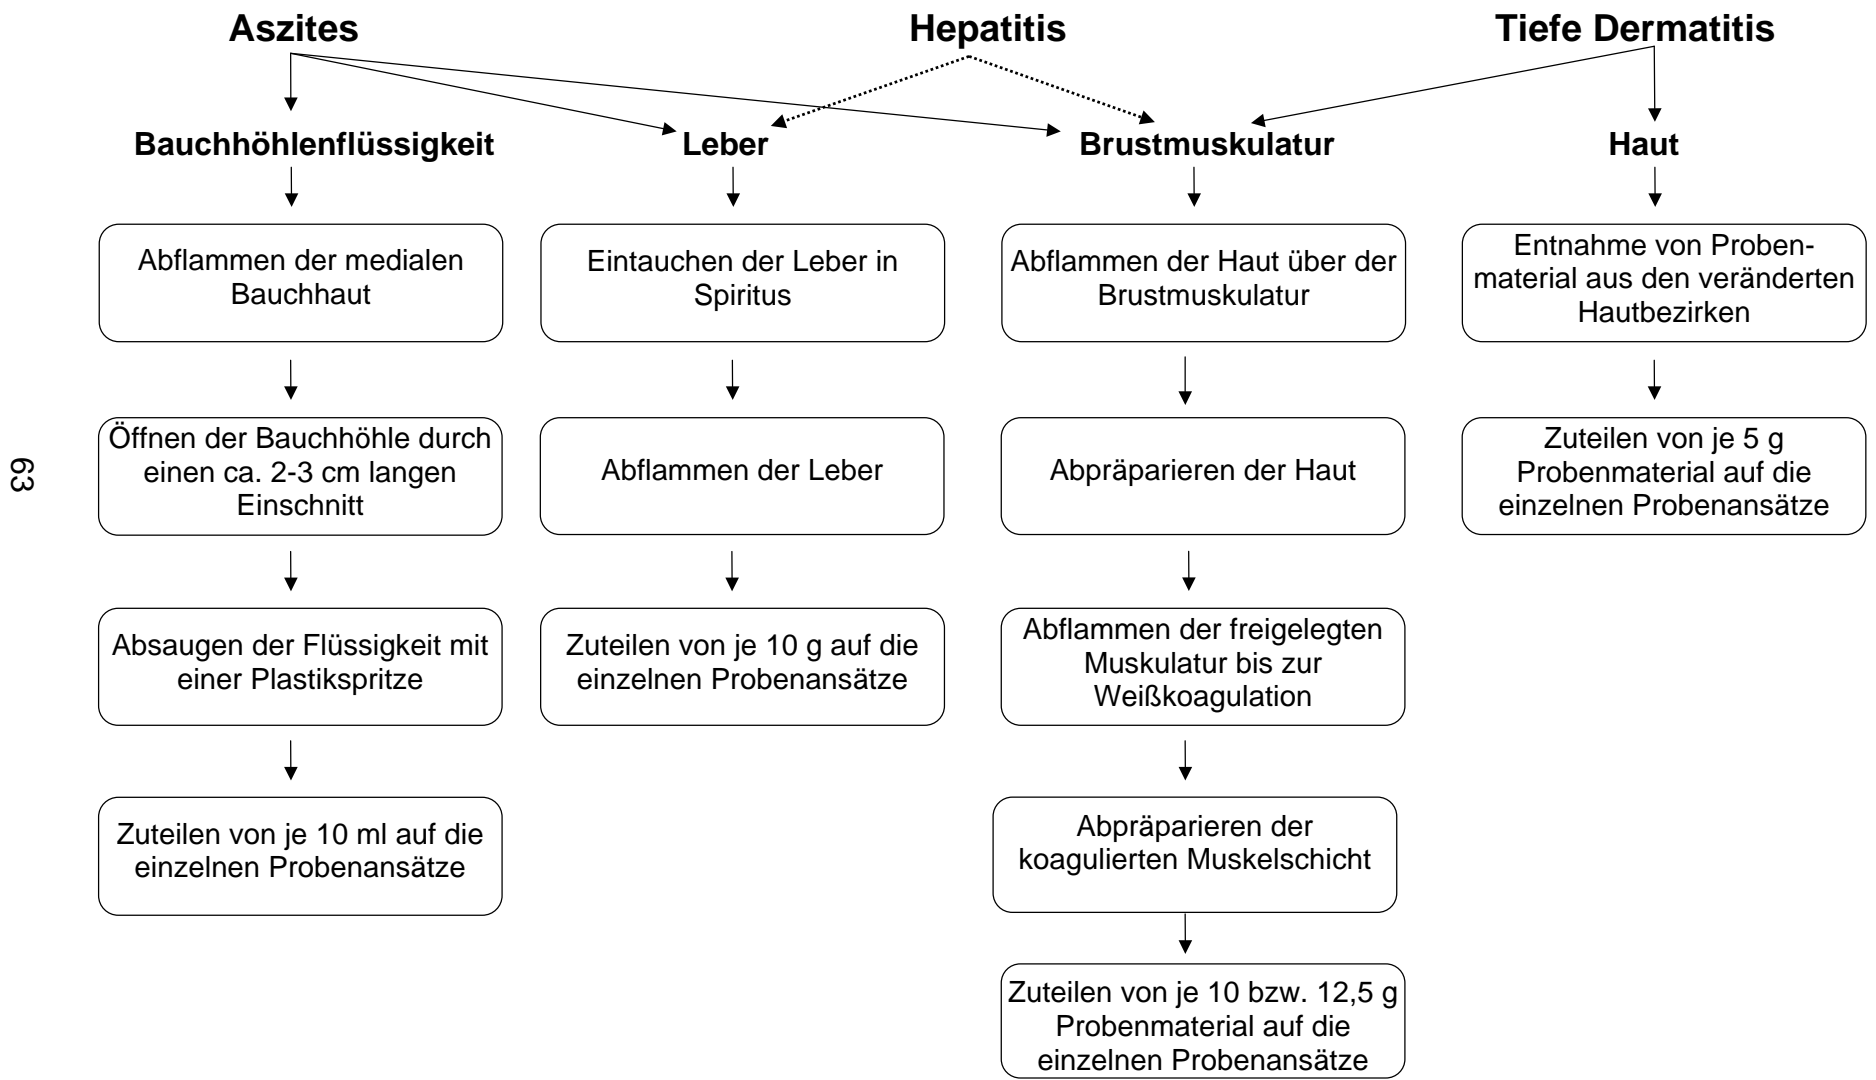 Aszites
Hepatitis
Tiefe Dermatitis
Bauchhöhlenflüssigkeit
Leber
Brustmuskulatur
Haut
Abflammen der medialen
Bauchhaut
Öffnen der Bauchhöhle durch
einen ca. 2-3 cm langen
Einschnitt
Absaugen der Flüssigkeit mit
einer Plastikspritze
Zuteilen von je 10 ml auf die
einzelnen Probenansätze
Eintauchen der Leber in
Spiritus
Abflammen der Leber
Zuteilen von je 10 g auf die
einzelnen Probenansätze
Abflammen der Haut über der
Brustmuskulatur
Abpräparieren der Haut
Abflammen der freigelegten
Muskulatur bis zur
Weißkoagulation
Abpräparieren der
koagulierten Muskelschicht
Zuteilen von je 10 bzw. 12,5 g
Probenmaterial auf die
einzelnen Probenansätze
Entnahme von Proben-
material aus den veränderten
Hautbezirken
Zuteilen von je 5 g
Probenmaterial auf die
einzelnen Probenansätze
63